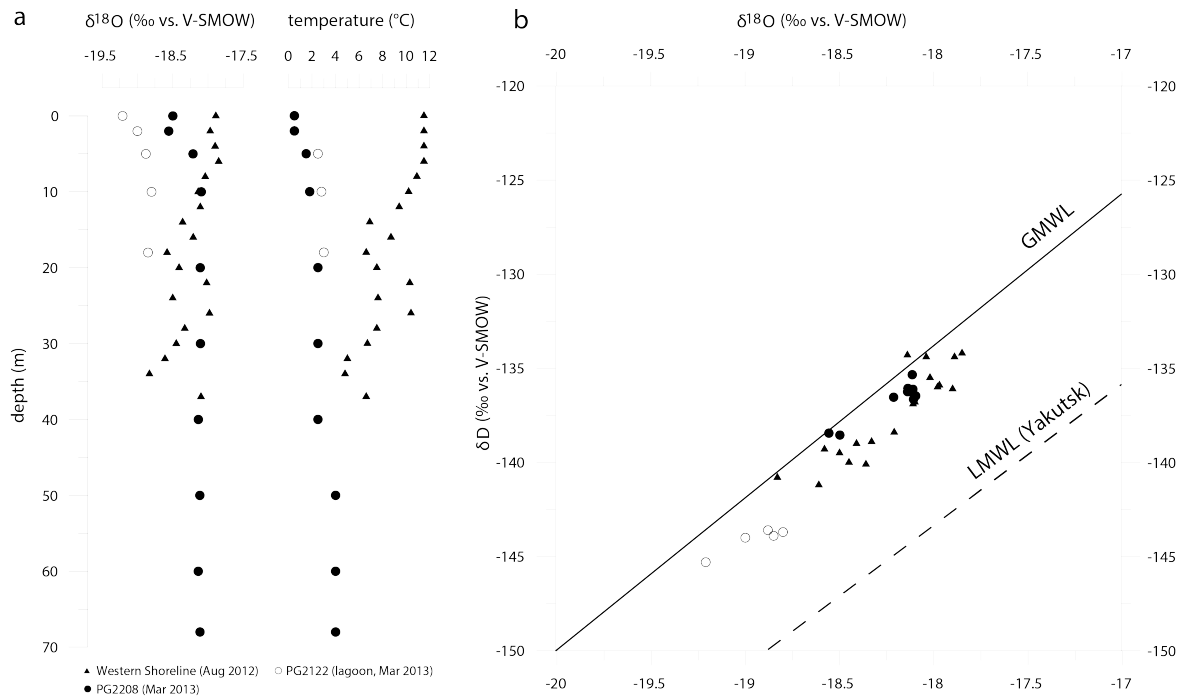 a
δ18O (‰ vs. V-SMOW)
temperature (°C)
-19.5 -18.5 -17.5
0 2 4 6 8 10 12
0
10
20
30
40
50
60
70
depth (m)
▲ Western Shoreline (Aug 2012)
○ PG2122 (lagoon, Mar 2013)
● PG2208 (Mar 2013)
b
δ18O (‰ vs. V-SMOW)
-20 -19.5 -19 -18.5 -18 -17.5 -17
-120 -120
-125 -125
-130 -130
-135 -135
-140 -140
-145 -145
-150 -150
δD (‰ vs. V-SMOW)
GMWL
LMWL (Yakutsk)
-20 -19.5 -19 -18.5 -18 -17.5 -17